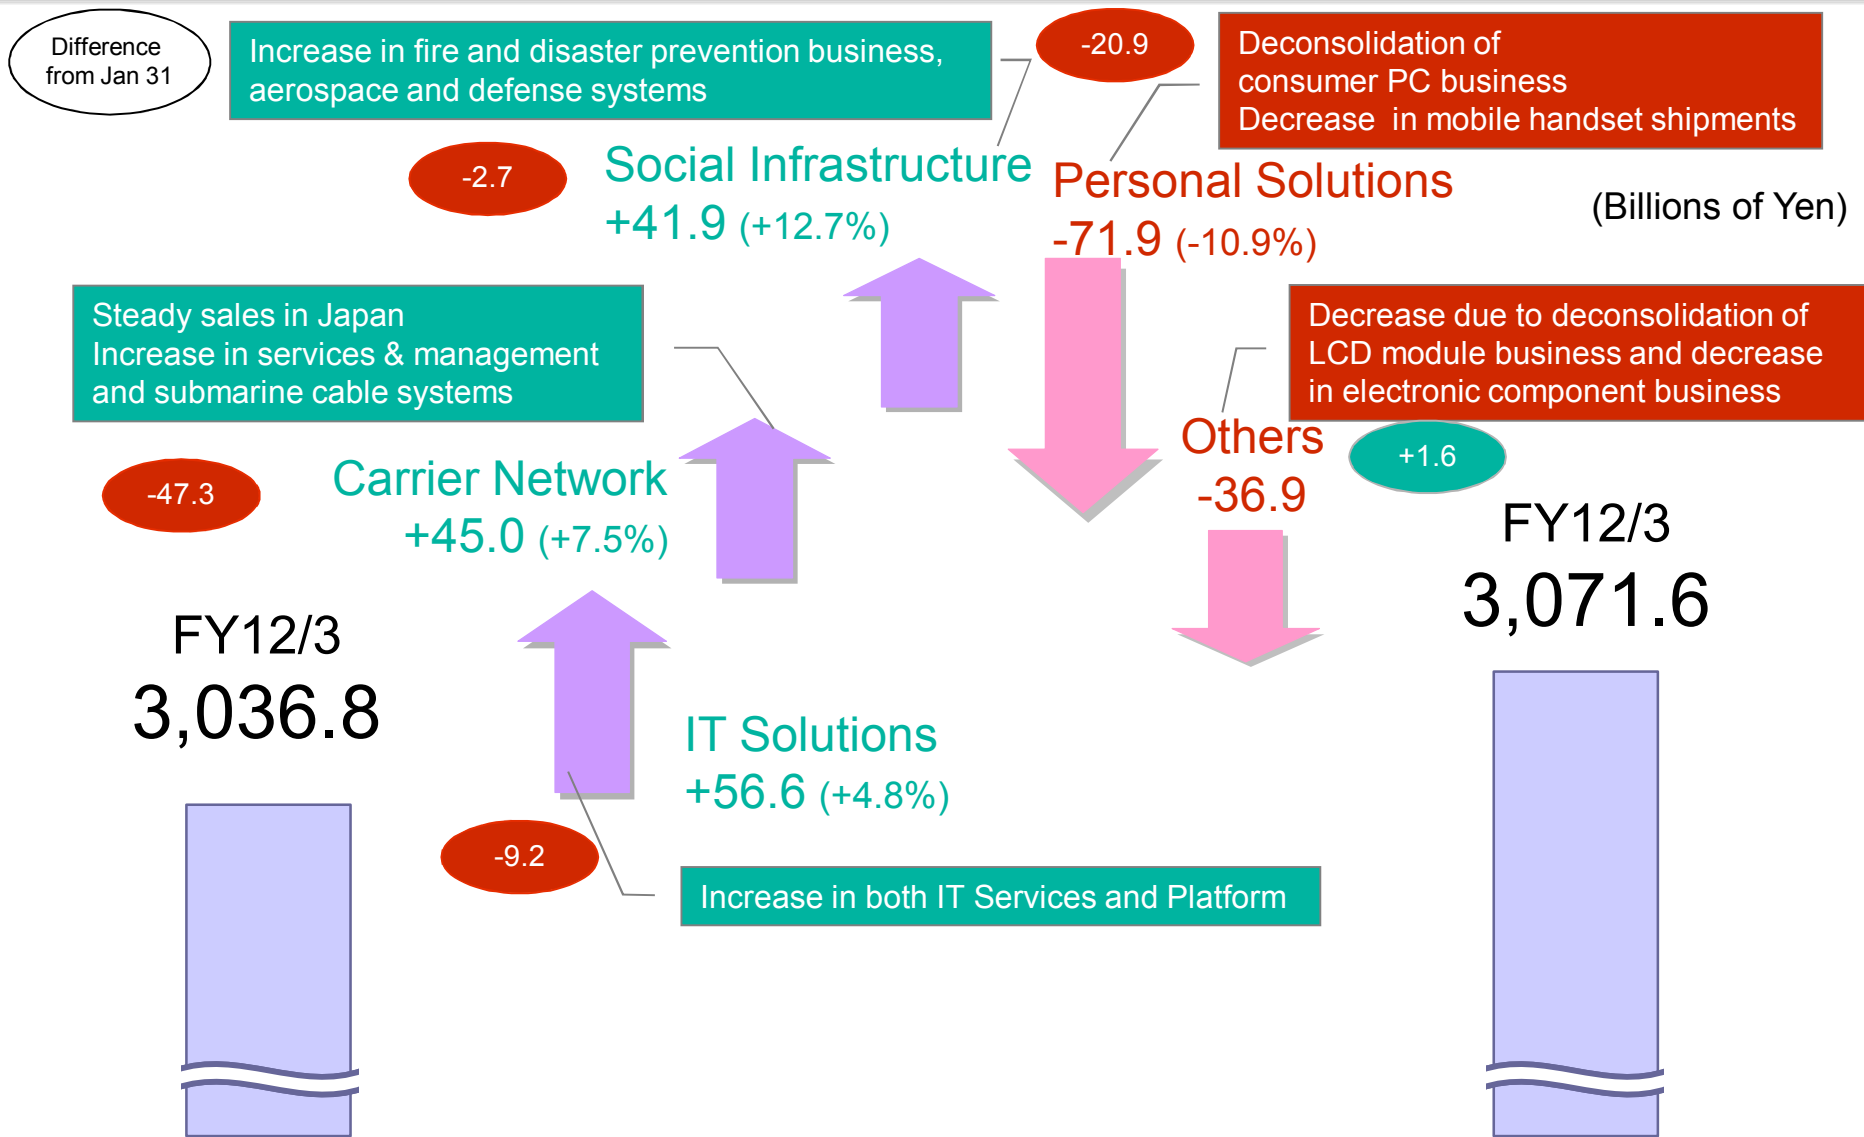 Difference
from Jan 31
Increase in fire and disaster prevention business,
aerospace and defense systems
-20.9
Deconsolidation of
consumer PC business
Decrease in mobile handset shipments
-2.7
Social Infrastructure
+41.9 (+12.7%)
Personal Solutions
-71.9 (-10.9%)
(Billions of Yen)
Steady sales in Japan
Increase in services & management
and submarine cable systems
Decrease due to deconsolidation of
LCD module business and decrease
in electronic component business
-47.3
Carrier Network
+45.0 (+7.5%)
Others
-36.9
+1.6
FY12/3
3,036.8
FY12/3
3,071.6
IT Solutions
+56.6 (+4.8%)
-9.2
Increase in both IT Services and Platform